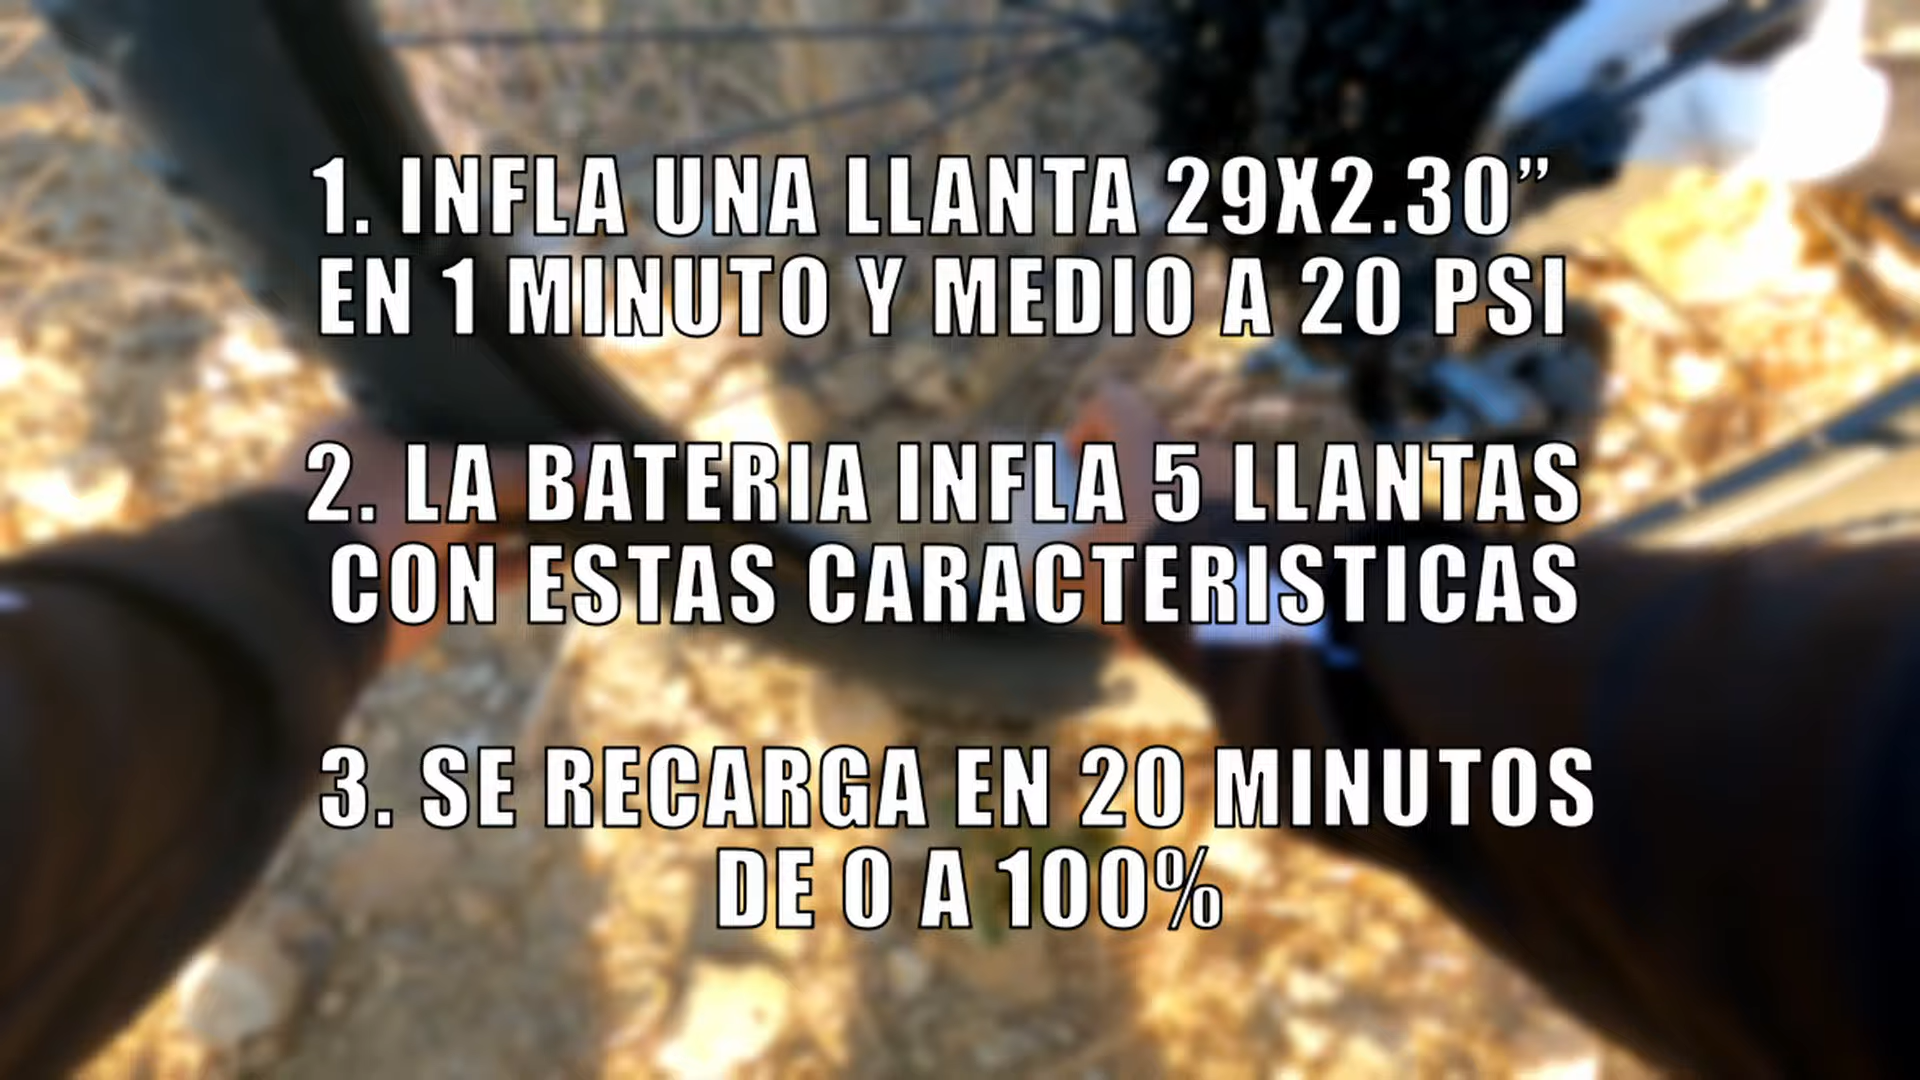 1. INFLA UNA LLANTA 29X2.30”
EN 1 MINUTO Y MEDIO A 20 PSI
2. LA BATERIA INFLA 5 LLANTAS
CON ESTAS CARACTERISTICAS
3. SE RECARGA EN 20 MINUTOS
DE 0 A 100%